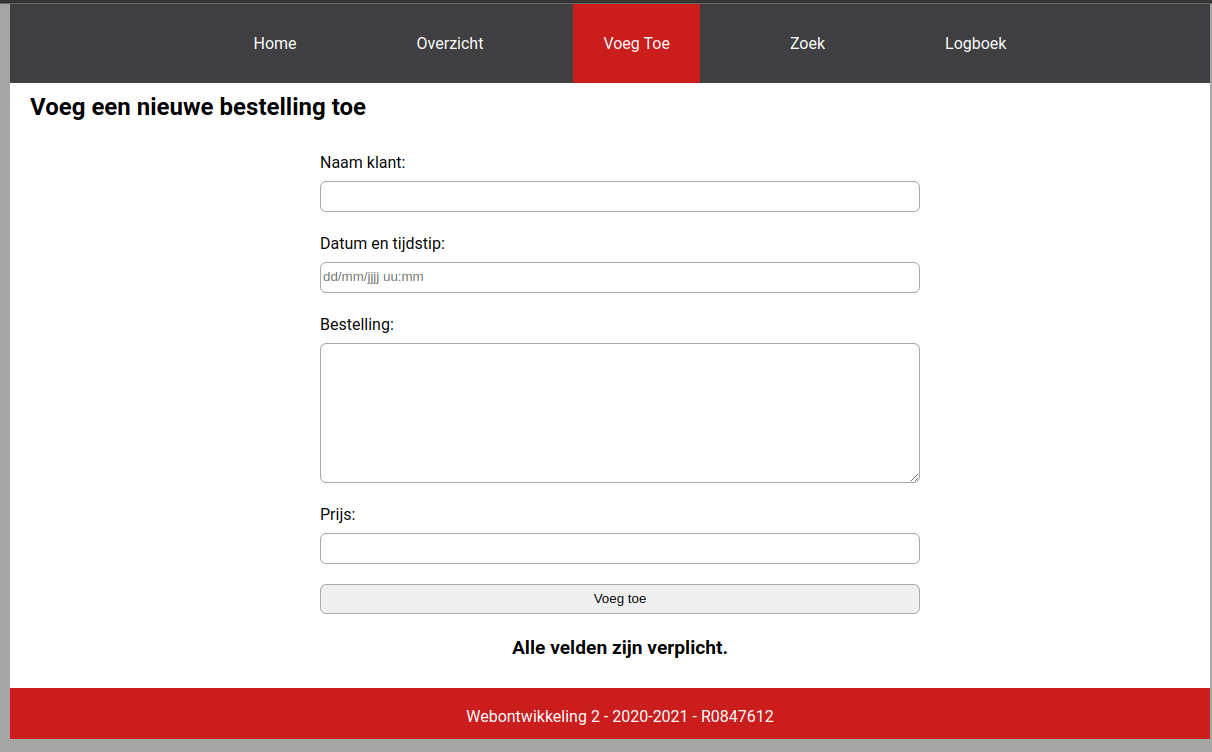 Home Overzicht Voeg Toe Zoek Logboek
Voeg een nieuwe bestelling toe
Naam klant:
Datum en tijdstip:
dd/mm/jjjj uu:mm
Bestelling:
Prijs:
Voeg toe
Alle velden zijn verplicht.
Webontwikkeling 2 - 2020-2021 - R0847612